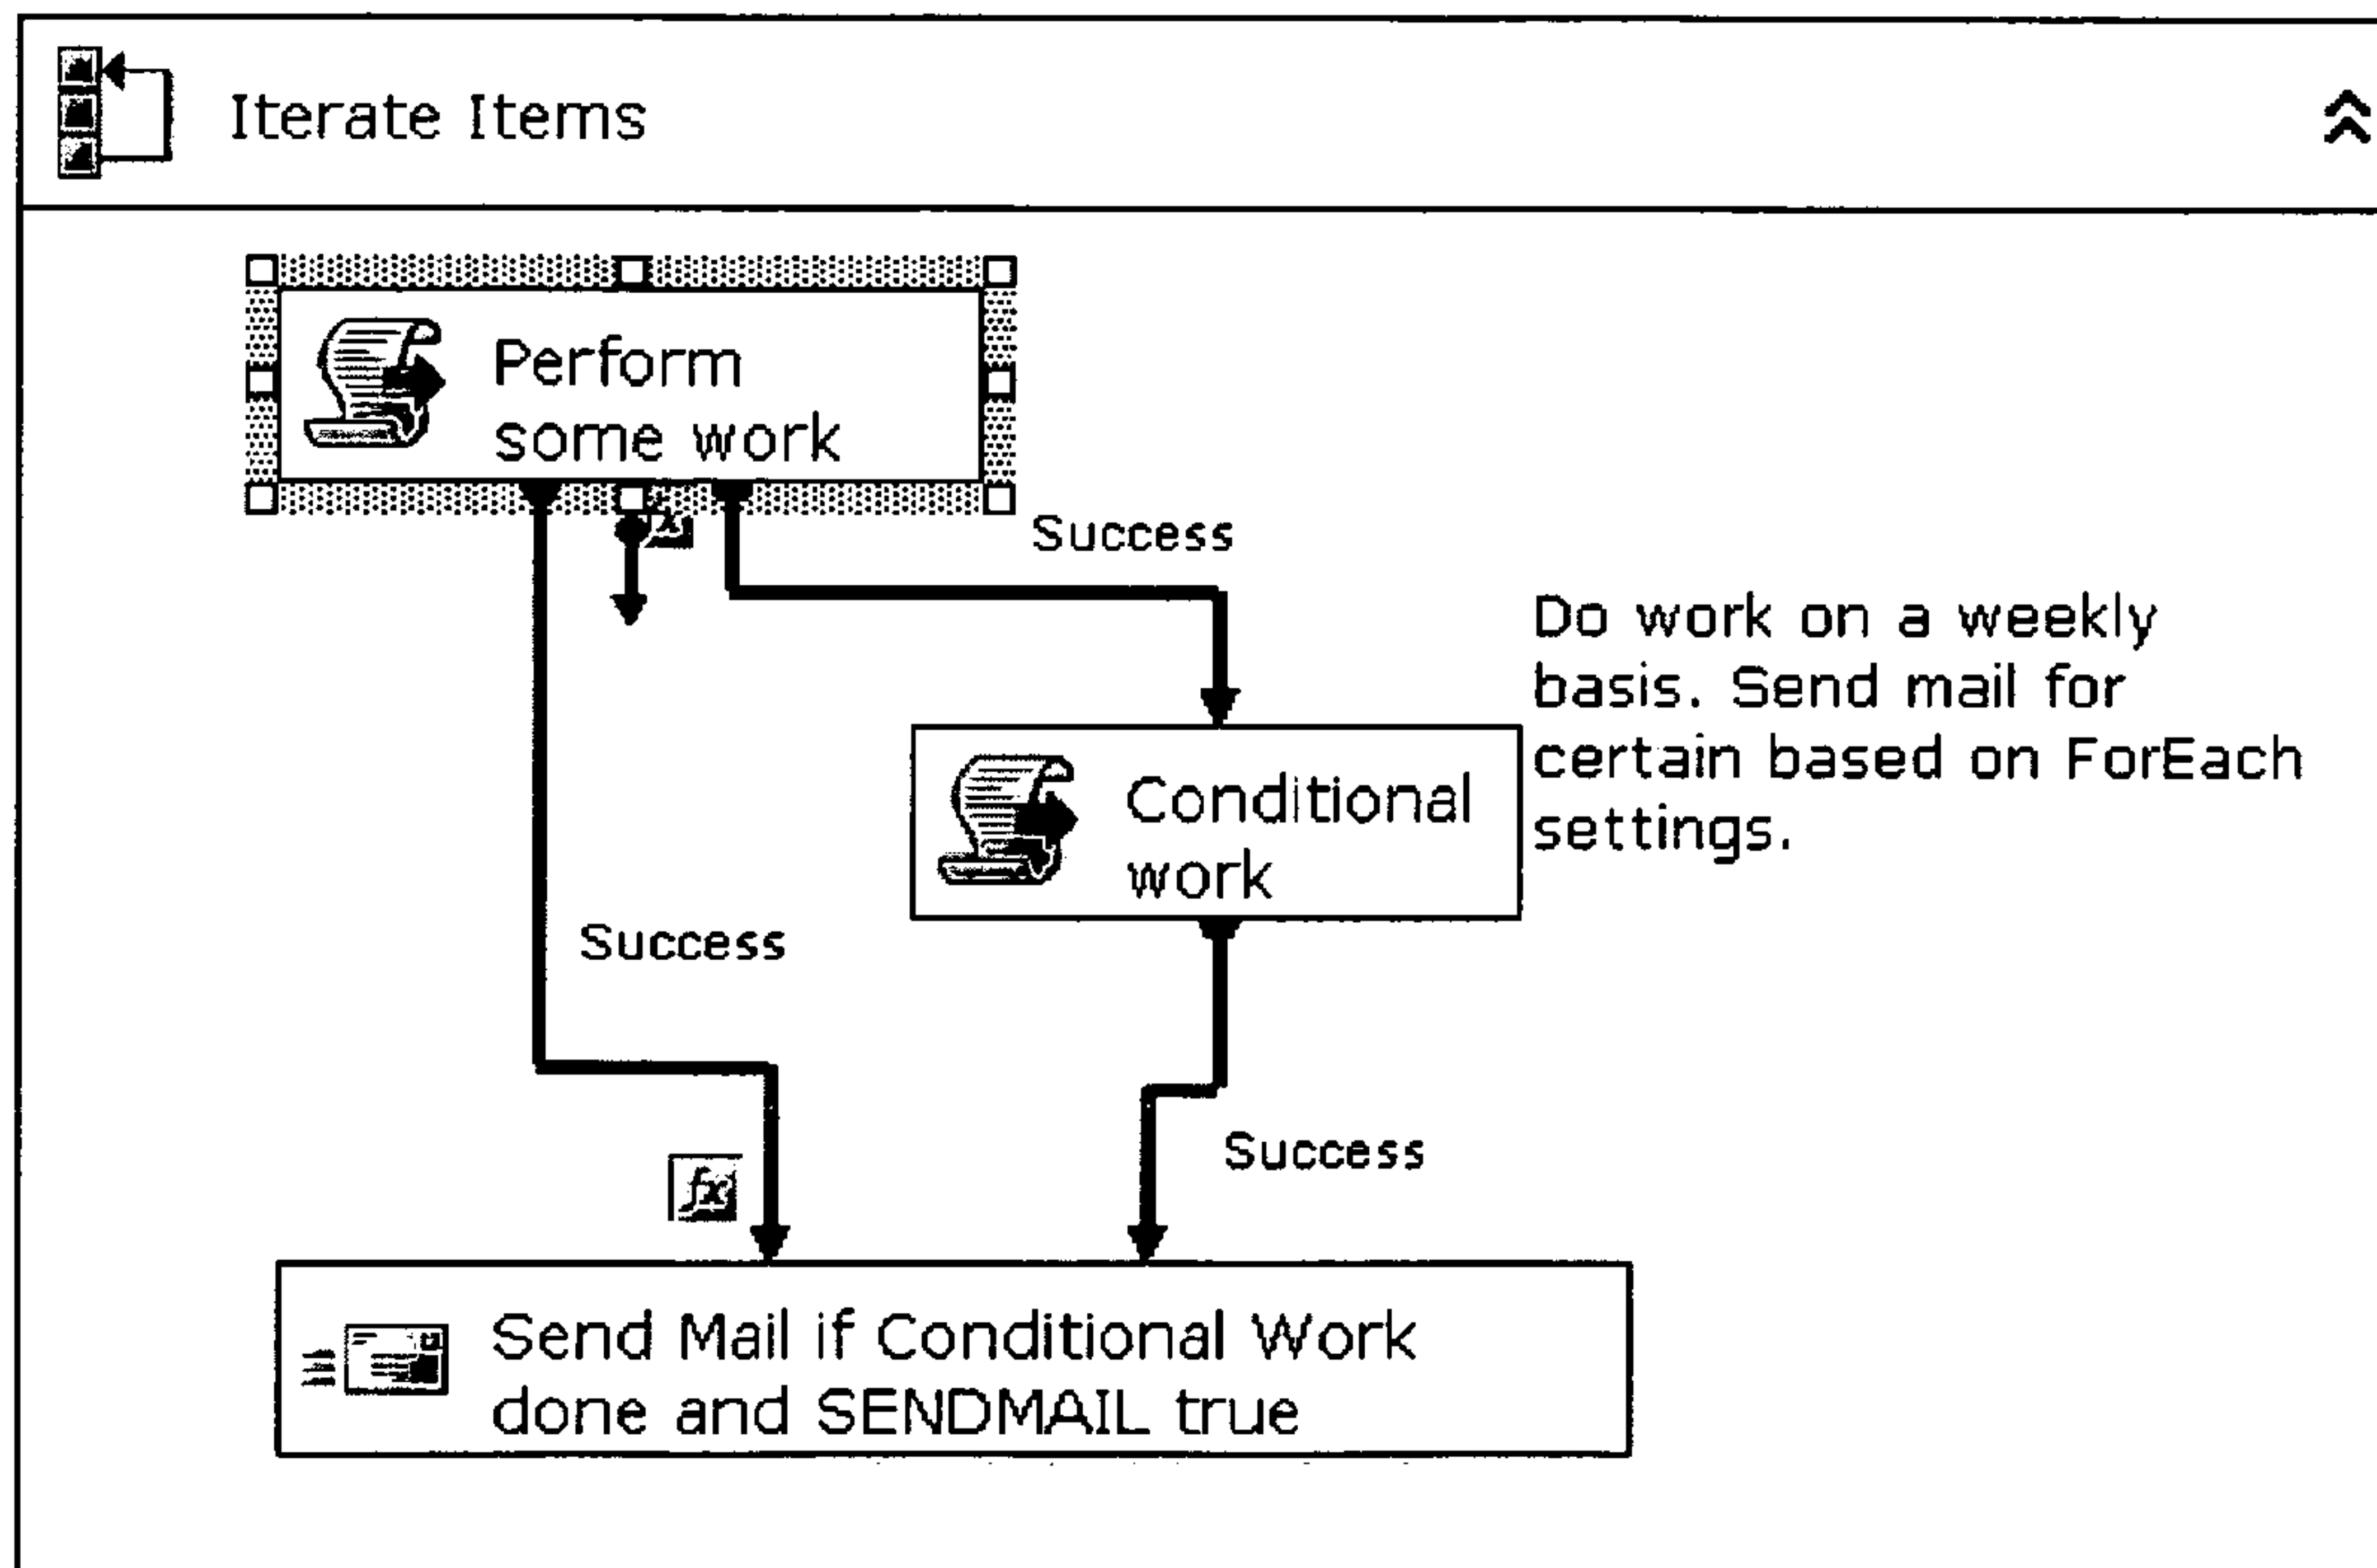 Iterate Items
Perform
some work
Success
Do work on a weekly
basis. Send mail for
certain based on ForEach
settings.
Conditional
work
Success
Success
fx
Send Mail if Conditional Work
done and SENDMAIL true